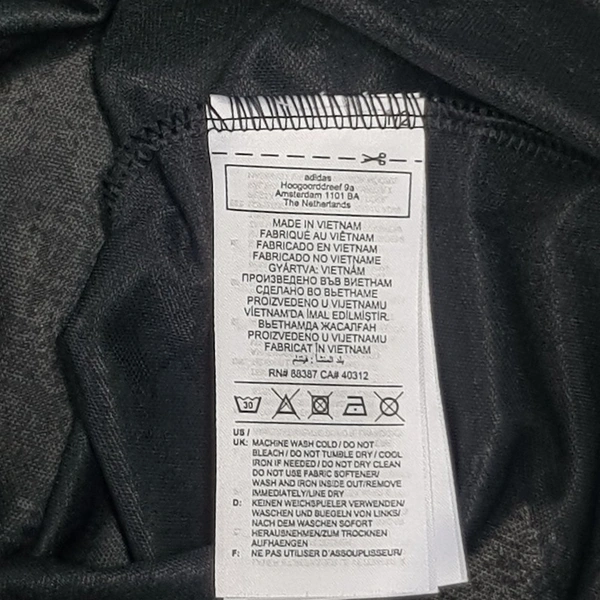 adidas
Hoogoorddreef 9a
Amsterdam 1101 BA
The Netherlands
MADE IN VIETNAM
FABRIQUÉ AU VIÊTNAM
FABRICADO EN VIETNAM
FABRICADO NO VIETNAME
GYÁRTVA: VIETNÁM
ПРОИЗВЕДЕНО ВЪВ ВИЕТНАМ
СДЕЛАНО ВО ВЬЕТНАМЕ
PROIZVEDENO U VIJETNAMU
VİETNAM'DA İMAL EDİLMİŞTİR.
ВЬЕТНАМДА ЖАСАЛҒАН
PROIZVEDENO U VIJETNAMU
FABRICAT ÎN VIETNAM
بلد المنشأ : فيتنام
RN# 88387 CA# 40312
30
US /
UK: MACHINE WASH COLD / DO NOT
BLEACH / DO NOT TUMBLE DRY / COOL
IRON IF NEEDED / DO NOT DRY CLEAN
DO NOT USE FABRIC SOFTENER/
WASH AND IRON INSIDE OUT/REMOVE
IMMEDIATELY/LINE DRY
D: KEINEN WEICHSPUELER VERWENDEN/
WASCHEN UND BUEGELN VON LINKS/
NACH DEM WASCHEN SOFORT
HERAUSNEHMEN/ZUM TROCKNEN
AUFHAENGEN
F: NE PAS UTILISER D'ASSOUPLISSEUR/